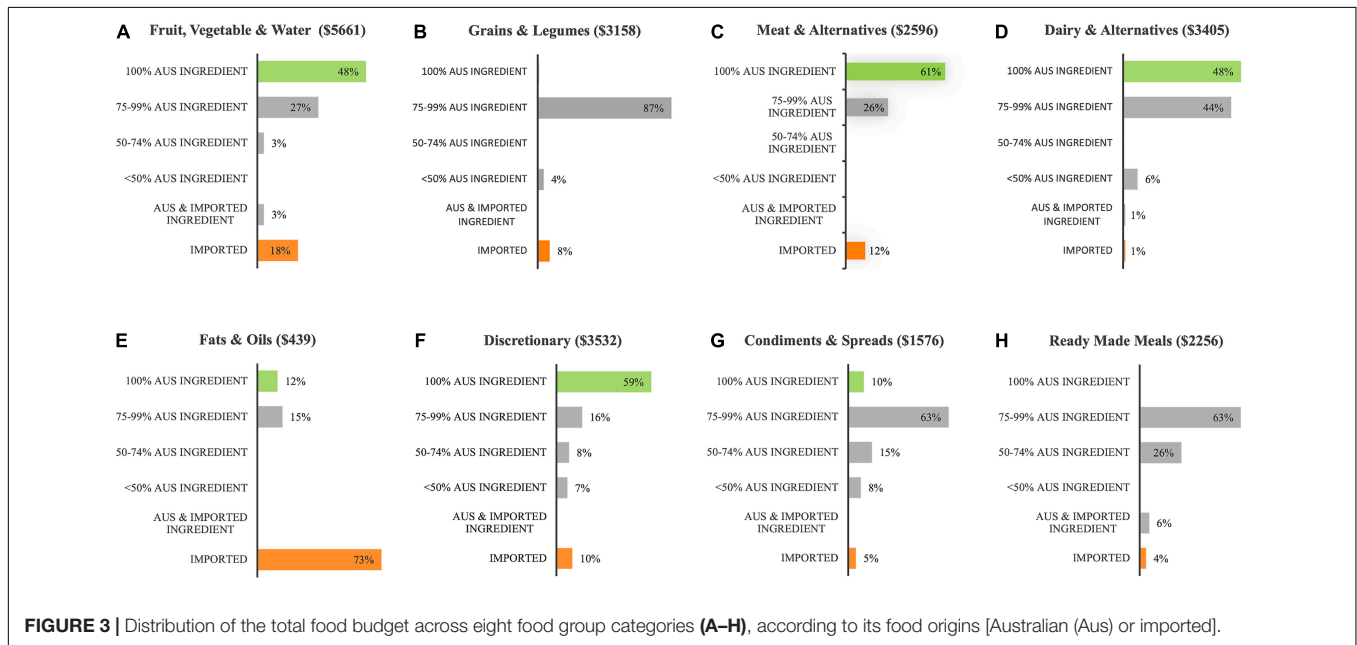 A Fruit, Vegetable & Water ($5661)
100% AUS INGREDIENT 48%
75-99% AUS INGREDIENT 27%
50-74% AUS INGREDIENT 3%
<50% AUS INGREDIENT
AUS & IMPORTED
INGREDIENT 3%
IMPORTED 18%
B Grains & Legumes ($3158)
100% AUS INGREDIENT
75-99% AUS INGREDIENT 87%
50-74% AUS INGREDIENT
<50% AUS INGREDIENT 4%
AUS & IMPORTED
INGREDIENT
IMPORTED 8%
C Meat & Alternatives ($2596)
100% AUS INGREDIENT 61%
75-99% AUS
INGREDIENT 26%
50-74% AUS
INGREDIENT
<50% AUS INGREDIENT
AUS & IMPORTED
INGREDIENT
IMPORTED 12%
D Dairy & Alternatives ($3405)
100% AUS INGREDIENT 48%
75-99% AUS INGREDIENT 44%
50-74% AUS INGREDIENT
<50% AUS INGREDIENT 6%
AUS & IMPORTED
INGREDIENT 1%
IMPORTED 1%
E Fats & Oils ($439)
100% AUS INGREDIENT 12%
75-99% AUS INGREDIENT 15%
50-74% AUS INGREDIENT
<50% AUS INGREDIENT
AUS & IMPORTED
INGREDIENT
IMPORTED 73%
F Discretionary ($3532)
100% AUS INGREDIENT 59%
75-99% AUS INGREDIENT 16%
50-74% AUS INGREDIENT 8%
<50% AUS INGREDIENT 7%
AUS & IMPORTED
INGREDIENT
IMPORTED 10%
G Condiments & Spreads ($1576)
100% AUS INGREDIENT 10%
75-99% AUS INGREDIENT 63%
50-74% AUS INGREDIENT 15%
<50% AUS INGREDIENT 8%
AUS & IMPORTED
INGREDIENT
IMPORTED 5%
H Ready Made Meals ($2256)
100% AUS INGREDIENT
75-99% AUS INGREDIENT 63%
50-74% AUS INGREDIENT 26%
<50% AUS INGREDIENT
AUS & IMPORTED
INGREDIENT 6%
IMPORTED 4%
FIGURE 3 | Distribution of the total food budget across eight food group categories (A–H), according to its food origins [Australian (Aus) or imported].